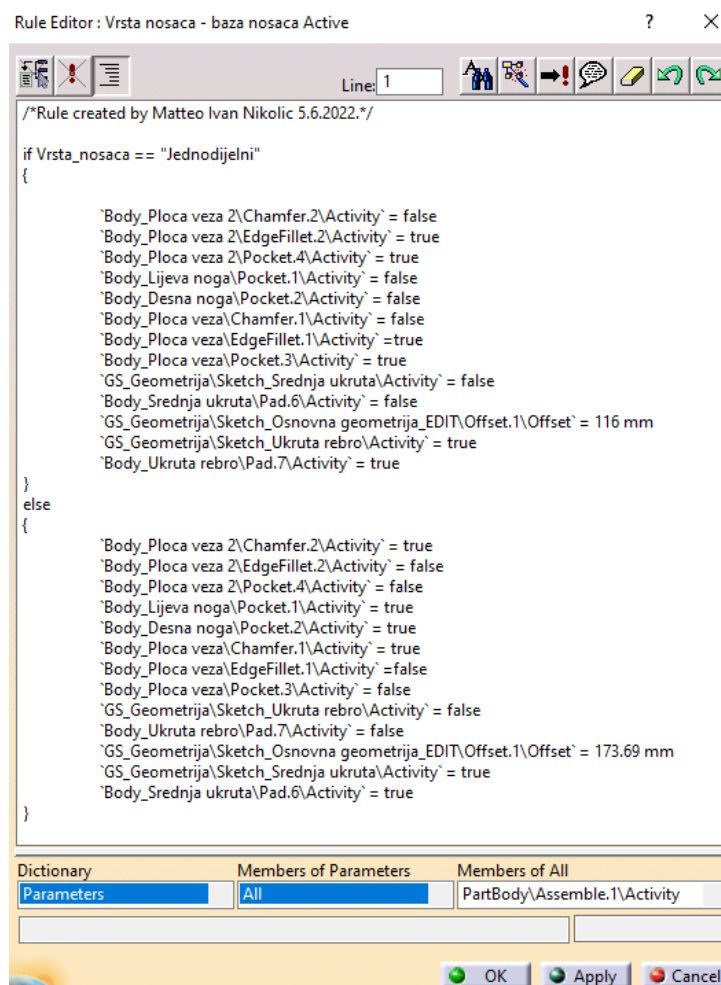 Rule Editor : Vrsta nosaca - baza nosaca Active ? X
Line: 1
/*Rule created by Matteo Ivan Nikolic 5.6.2022.*/
if Vrsta_nosaca == "Jednodijelni"
{
`Body_Ploca veza 2\Chamfer.2\Activity` = false
`Body_Ploca veza 2\EdgeFillet.2\Activity` = true
`Body_Ploca veza 2\Pocket.4\Activity` = true
`Body_Lijeva noga\Pocket.1\Activity` = false
`Body_Desna noga\Pocket.2\Activity` = false
`Body_Ploca veza\Chamfer.1\Activity` = false
`Body_Ploca veza\EdgeFillet.1\Activity` =true
`Body_Ploca veza\Pocket.3\Activity` = true
`GS_Geometrija\Sketch_Srednja ukruta\Activity` = false
`Body_Srednja ukruta\Pad.6\Activity` = false
`GS_Geometrija\Sketch_Osnovna geometrija_EDIT\Offset.1\Offset` = 116 mm
`GS_Geometrija\Sketch_Ukruta rebro\Activity` = true
`Body_Ukruta rebro\Pad.7\Activity` = true
}
else
{
`Body_Ploca veza 2\Chamfer.2\Activity` = true
`Body_Ploca veza 2\EdgeFillet.2\Activity` = false
`Body_Ploca veza 2\Pocket.4\Activity` = false
`Body_Lijeva noga\Pocket.1\Activity` = true
`Body_Desna noga\Pocket.2\Activity` = true
`Body_Ploca veza\Chamfer.1\Activity` = true
`Body_Ploca veza\EdgeFillet.1\Activity` =false
`Body_Ploca veza\Pocket.3\Activity` = false
`GS_Geometrija\Sketch_Ukruta rebro\Activity` = false
`Body_Ukruta rebro\Pad.7\Activity` = false
`GS_Geometrija\Sketch_Osnovna geometrija_EDIT\Offset.1\Offset` = 173.69 mm
`GS_Geometrija\Sketch_Srednja ukruta\Activity` = true
`Body_Srednja ukruta\Pad.6\Activity` = true
}
Dictionary Members of Parameters Members of All
Parameters All PartBody\Assemble.1\Activity
OK Apply Cancel